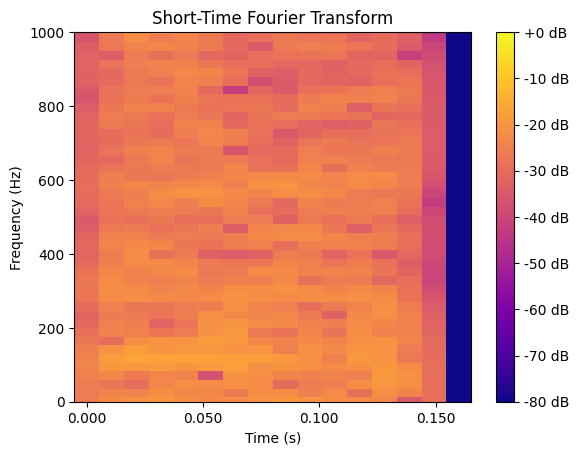 Short-Time Fourier Transform
Frequency (Hz)
1000
800
600
400
200
0
0.000
0.050
0.100
0.150
Time (s)
+0 dB
-10 dB
-20 dB
-30 dB
-40 dB
-50 dB
-60 dB
-70 dB
-80 dB